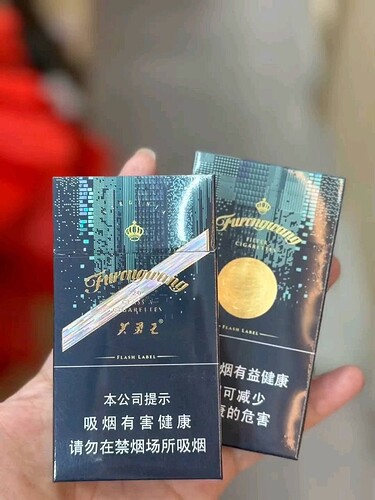 Furongwang
CIGARETTES
芙蓉王
FLASH LABEL
本公司提示
吸烟有害健康
请勿在禁烟场所吸烟
Furongwang
CIGARETTES
FLASH LABEL
烟有益健康
可减少
的危害